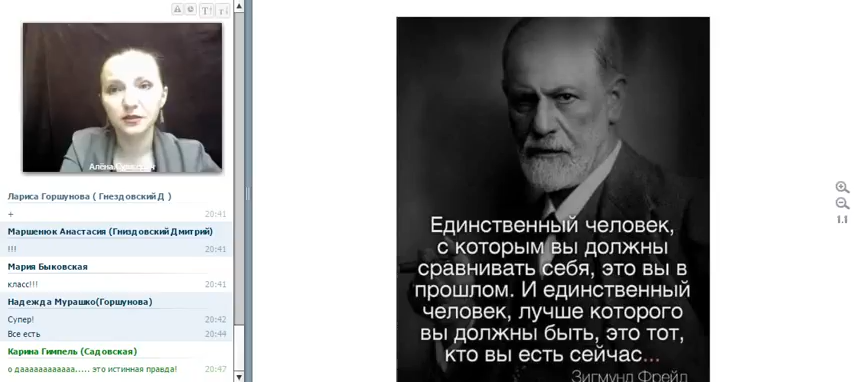 Алёна
Лариса Горшунова ( Гнездовский Д )
+ 20:41
Маршенюк Анастасия (Гниздовский Дмитрий)
!!! 20:41
Мария Быковская
класс!!! 20:41
Надежда Мурашко(Горшунова)
Супер! 20:42
Все есть 20:44
Карина Гимпель (Садовская)
о даааааааааааа..... это истинная правда! 20:47
Единственный человек,
с которым вы должны
сравнивать себя, это вы в
прошлом. И единственный
человек, лучше которого
вы должны быть, это тот,
кто вы есть сейчас...
Зигмунд Фрейд
1:1